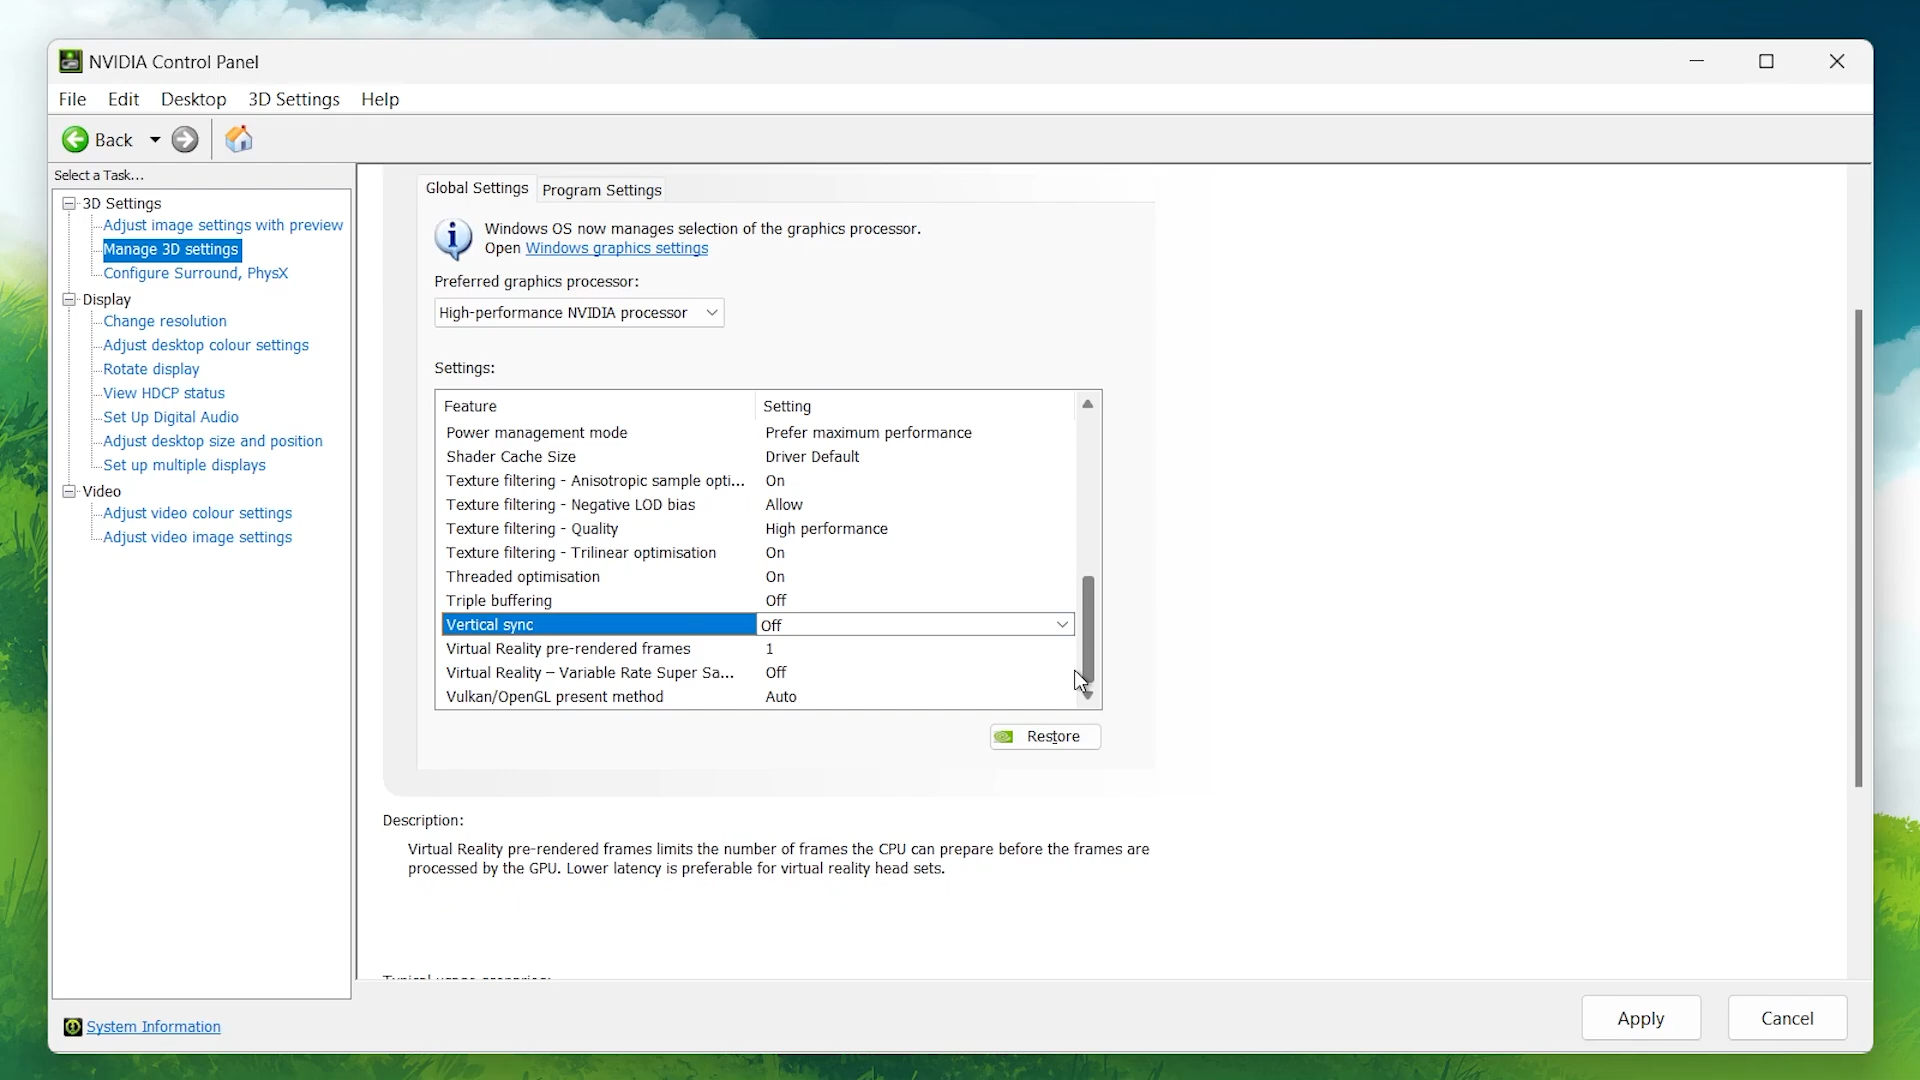 NVIDIA Control Panel
File Edit Desktop 3D Settings Help
Back
Select a Task...
3D Settings
Adjust image settings with preview
Manage 3D settings
Configure Surround, PhysX
Display
Change resolution
Adjust desktop colour settings
Rotate display
View HDCP status
Set Up Digital Audio
Adjust desktop size and position
Set up multiple displays
Video
Adjust video colour settings
Adjust video image settings
System Information
Global Settings Program Settings
Windows OS now manages selection of the graphics processor.
Open Windows graphics settings
Preferred graphics processor:
High-performance NVIDIA processor
Settings:
Feature Setting
Power management mode Prefer maximum performance
Shader Cache Size Driver Default
Texture filtering - Anisotropic sample opti... On
Texture filtering - Negative LOD bias Allow
Texture filtering - Quality High performance
Texture filtering - Trilinear optimisation On
Threaded optimisation On
Triple buffering Off
Vertical sync Off
Virtual Reality pre-rendered frames 1
Virtual Reality – Variable Rate Super Sa... Off
Vulkan/OpenGL present method Auto
Restore
Description:
Virtual Reality pre-rendered frames limits the number of frames the CPU can prepare before the frames are
processed by the GPU. Lower latency is preferable for virtual reality head sets.
Apply Cancel